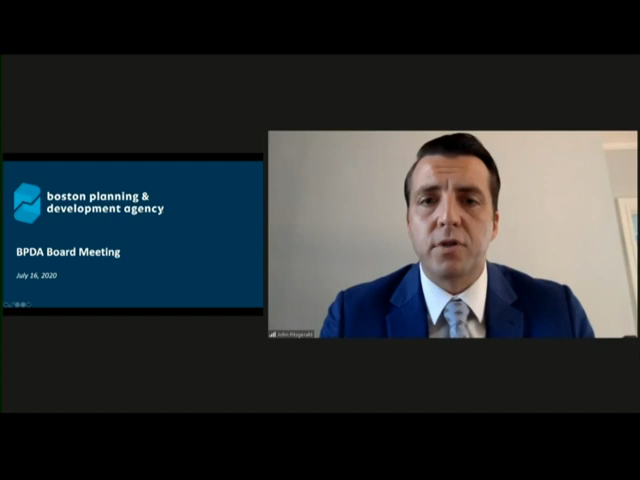 boston planning &
development agency
BPDA Board Meeting
July 16, 2020
John Fitzgerald